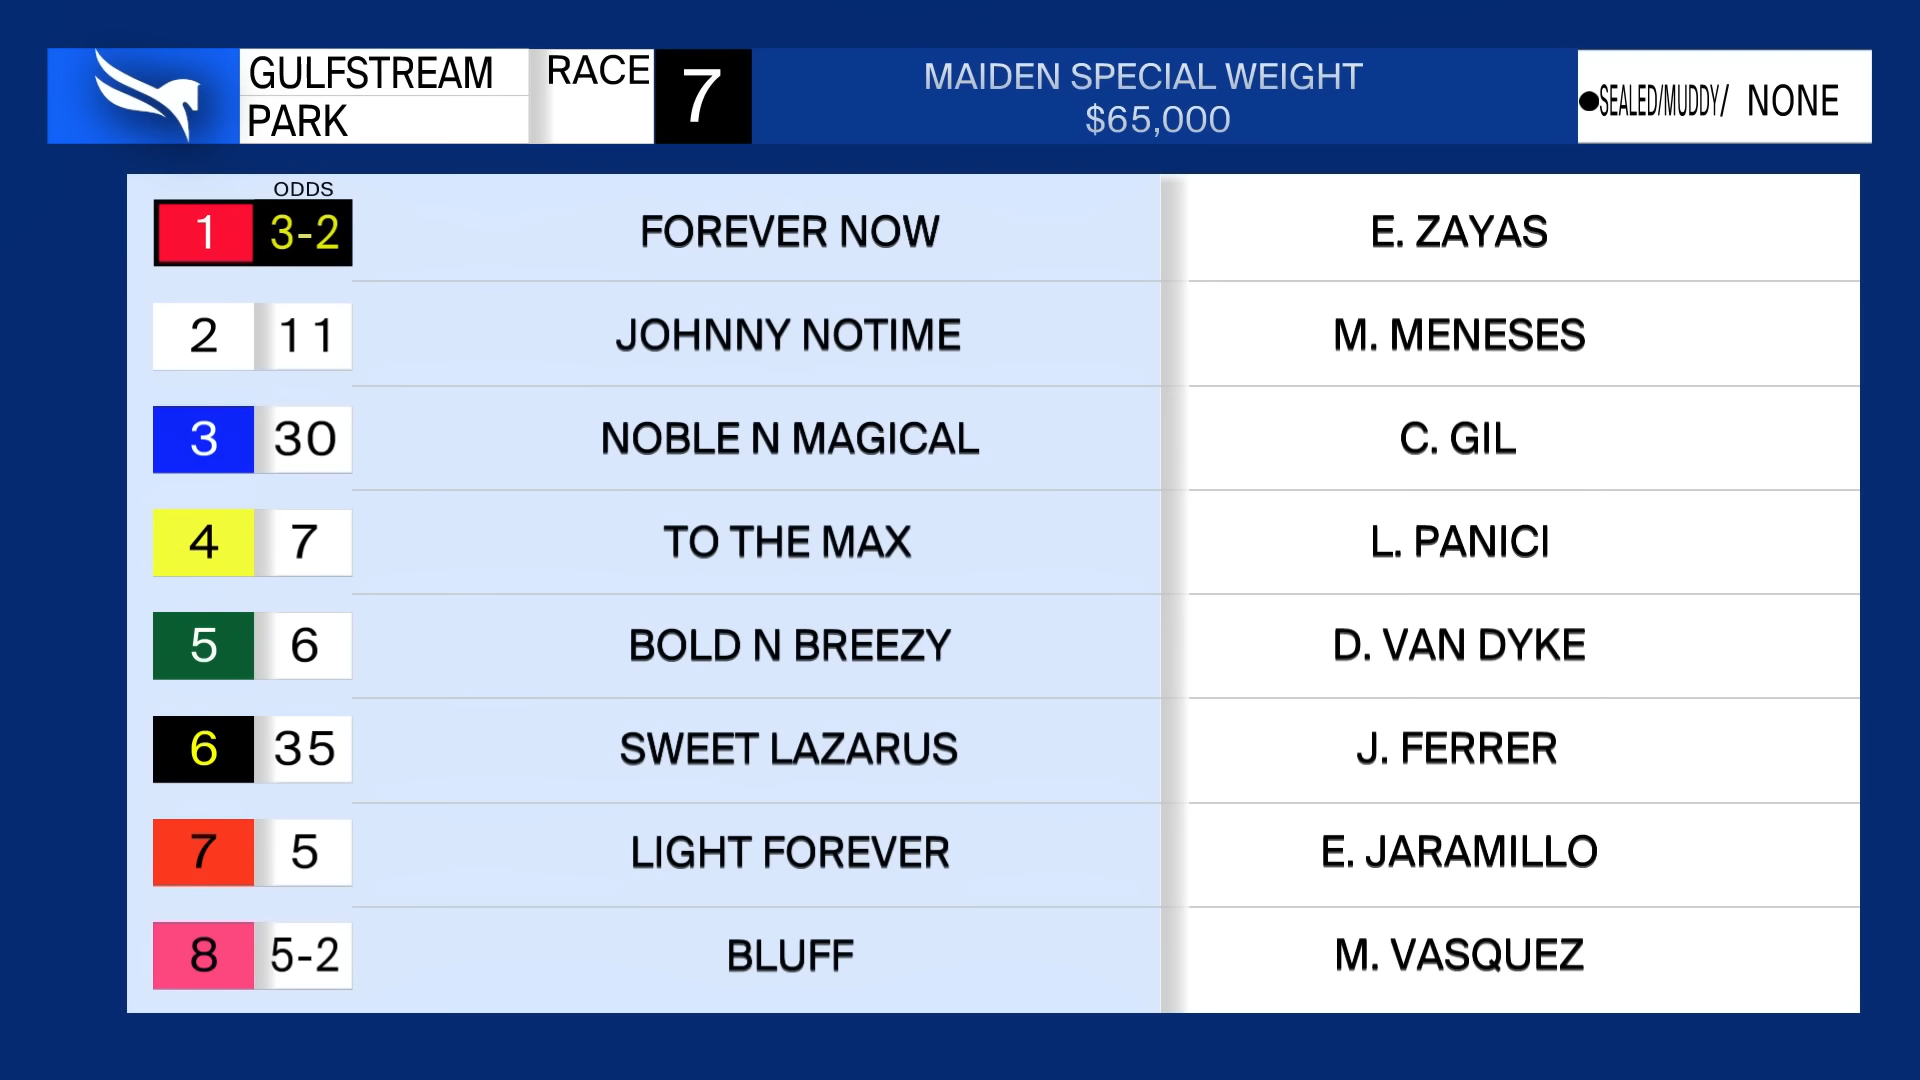 GULFSTREAM
PARK
RACE
7
MAIDEN SPECIAL WEIGHT
$65,000
●SEALED/MUDDY/ NONE
ODDS
1 3-2 FOREVER NOW E. ZAYAS
2 11 JOHNNY NOTIME M. MENESES
3 30 NOBLE N MAGICAL C. GIL
4 7 TO THE MAX L. PANICI
5 6 BOLD N BREEZY D. VAN DYKE
6 35 SWEET LAZARUS J. FERRER
7 5 LIGHT FOREVER E. JARAMILLO
8 5-2 BLUFF M. VASQUEZ